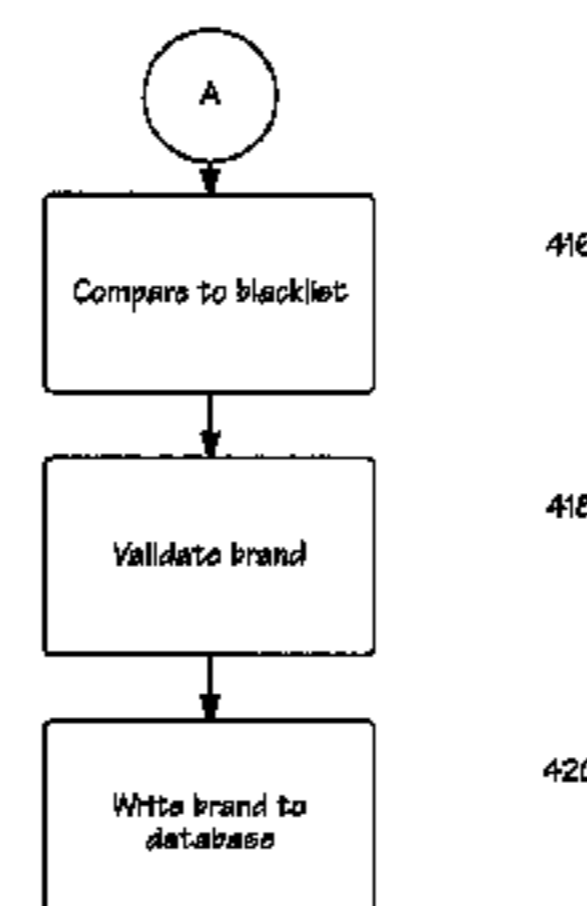 A
Compare to blacklist
416
Validate brand
418
Write brand to
database
420